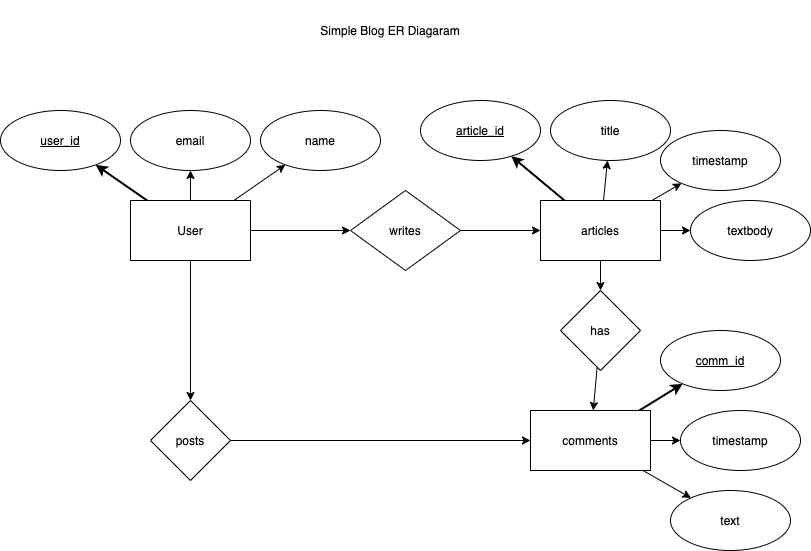 Simple Blog ER Diagaram
user_id
email
name
article_id
title
timestamp
User
writes
articles
textbody
has
comm_id
posts
comments
timestamp
text